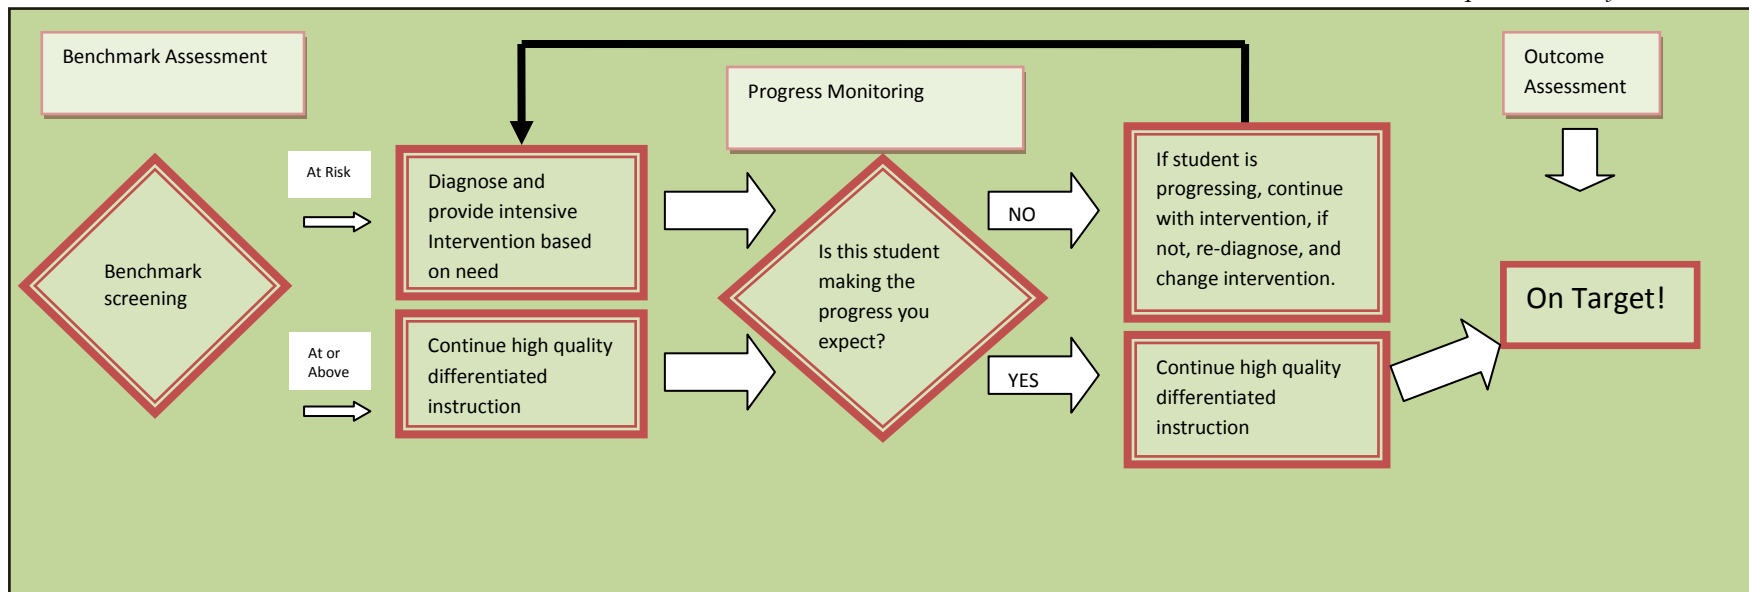 Benchmark Assessment
Progress Monitoring
Outcome
Assessment
Benchmark
screening
At Risk
Diagnose and
provide intensive
Intervention based
on need
At or
Above
Continue high quality
differentiated
instruction
Is this student
making the
progress you
expect?
NO
If student is
progressing, continue
with intervention, if
not, re-diagnose, and
change intervention.
YES
Continue high quality
differentiated
instruction
On Target!